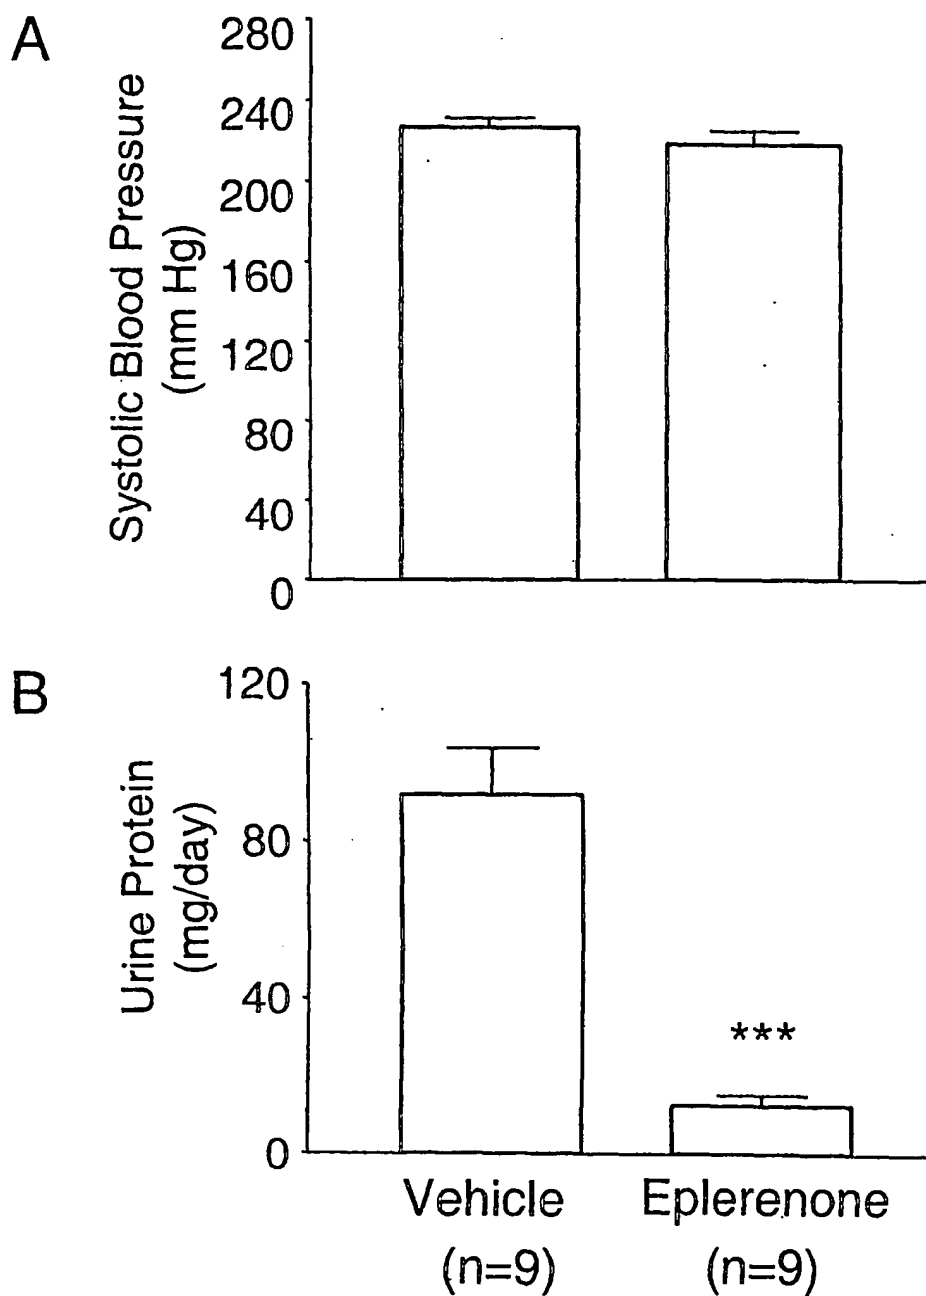 A
Systolic Blood Pressure
(mm Hg)
280
240
200
160
120
80
40
0
B
Urine Protein
(mg/day)
120
80
40
0
***
Vehicle
(n=9)
Eplerenone
(n=9)